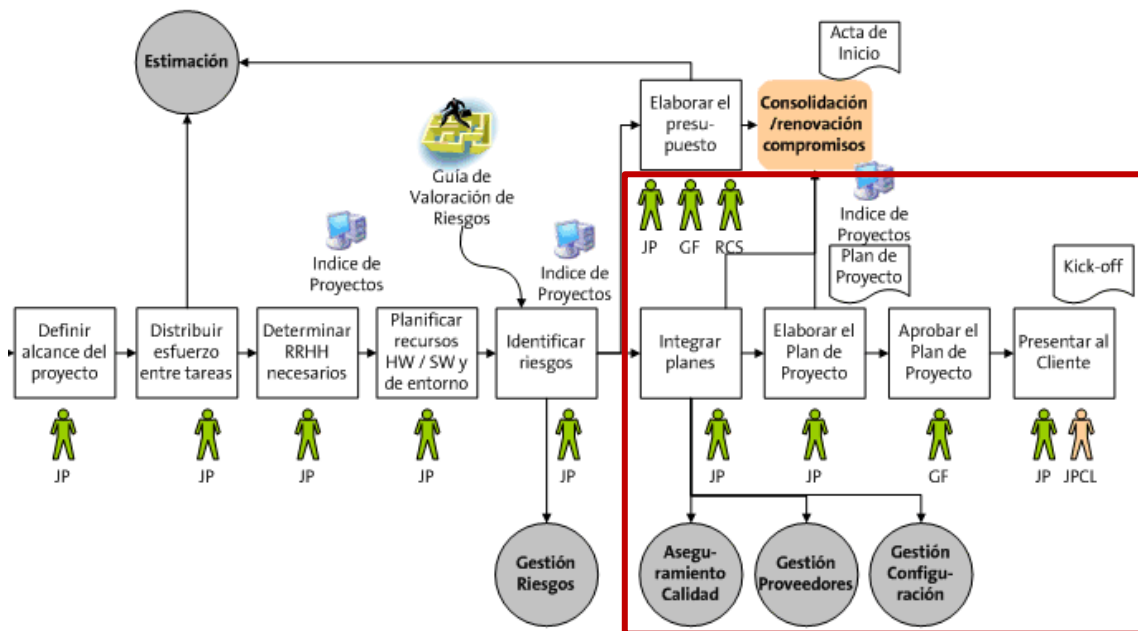 Acta de
Inicio
Estimación
Elaborar el
presu-
puesto
Consolidación
/renovación
compromisos
Guía de
Valoración de
Riesgos
JP
GF
RCS
Indice de
Proyectos
Indice de
Proyectos
Indice de
Proyectos
Plan de
Proyecto
Kick-off
Definir
alcance del
proyecto
Distribuir
esfuerzo
entre tareas
Determinar
RRHH
necesarios
Planificar
recursos
HW / SW y
de entorno
Identificar
riesgos
Integrar
planes
Elaborar el
Plan de
Proyecto
Aprobar el
Plan de
Proyecto
Presentar al
Cliente
JP
JP
JP
JP
JP
JP
JP
GF
JP
JPCL
Gestión
Riesgos
Asegu-
ramiento
Calidad
Gestión
Proveedores
Gestión
Configu-
ración